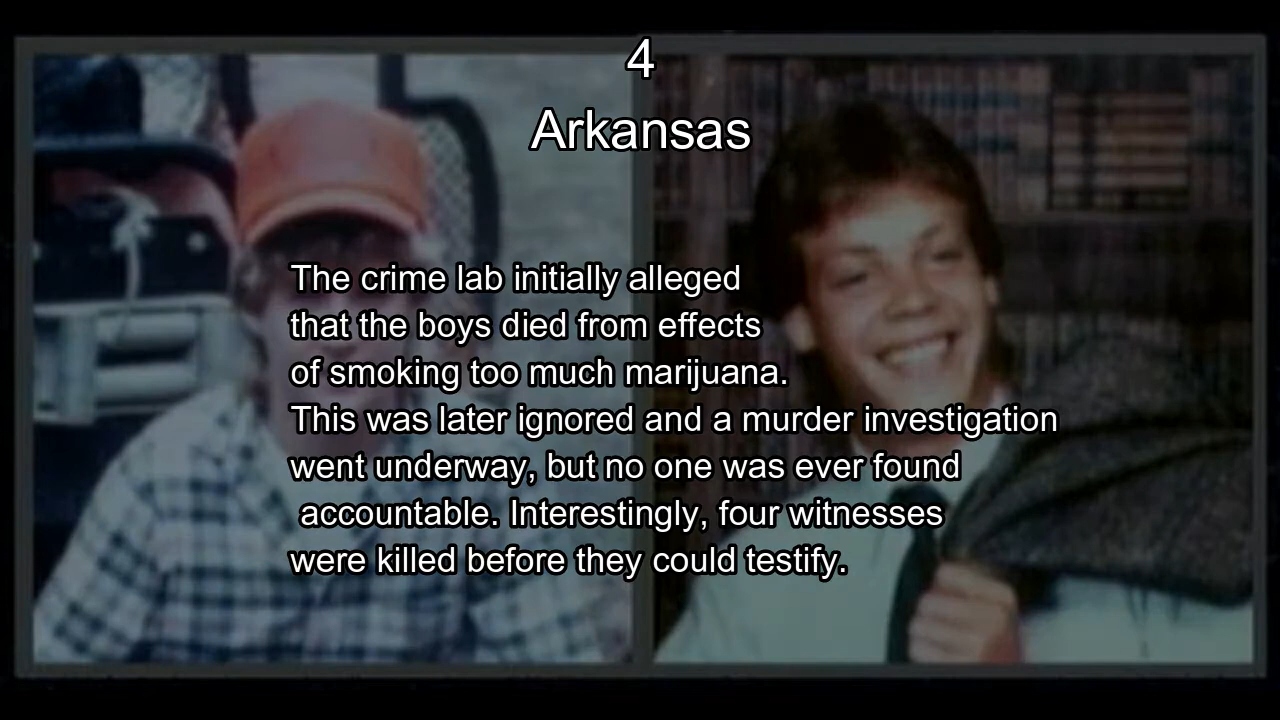 4
Arkansas
The crime lab initially alleged
that the boys died from effects
of smoking too much marijuana.
This was later ignored and a murder investigation
went underway, but no one was ever found
accountable. Interestingly, four witnesses
were killed before they could testify.